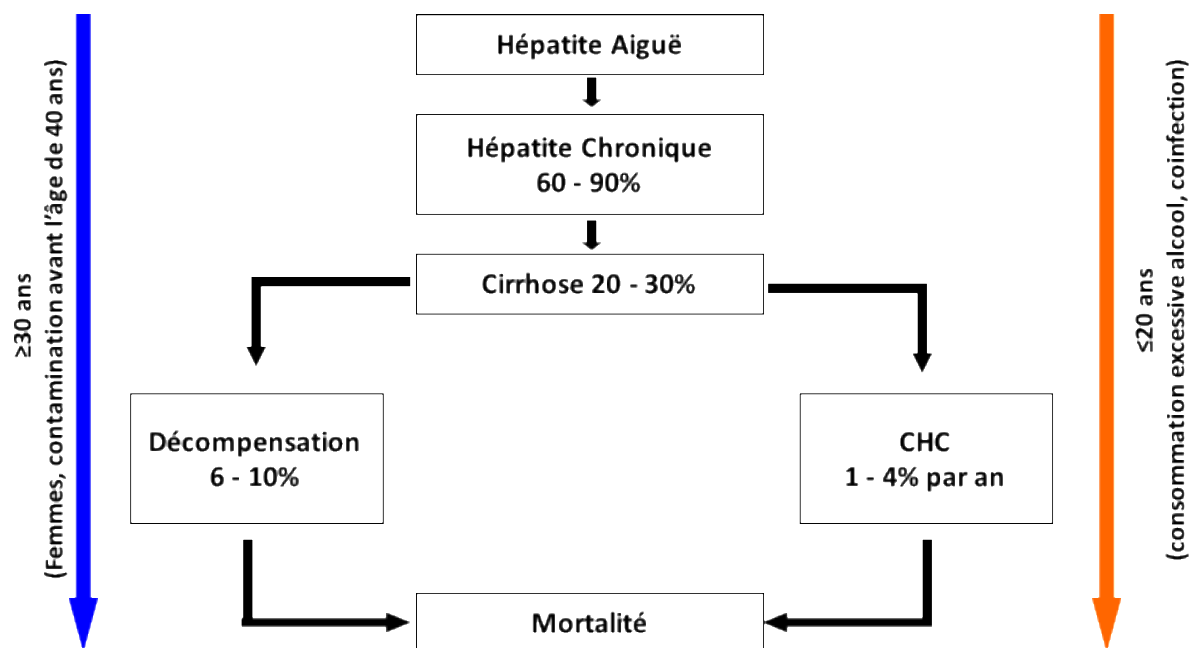 Hépatite Aiguë
Hépatite Chronique
60 - 90%
Cirrhose 20 - 30%
Décompensation
6 - 10%
CHC
1 - 4% par an
Mortalité
≥30 ans
(Femmes, contamination avant l'âge de 40 ans)
≤20 ans
(consommation excessive alcool, coinfection)